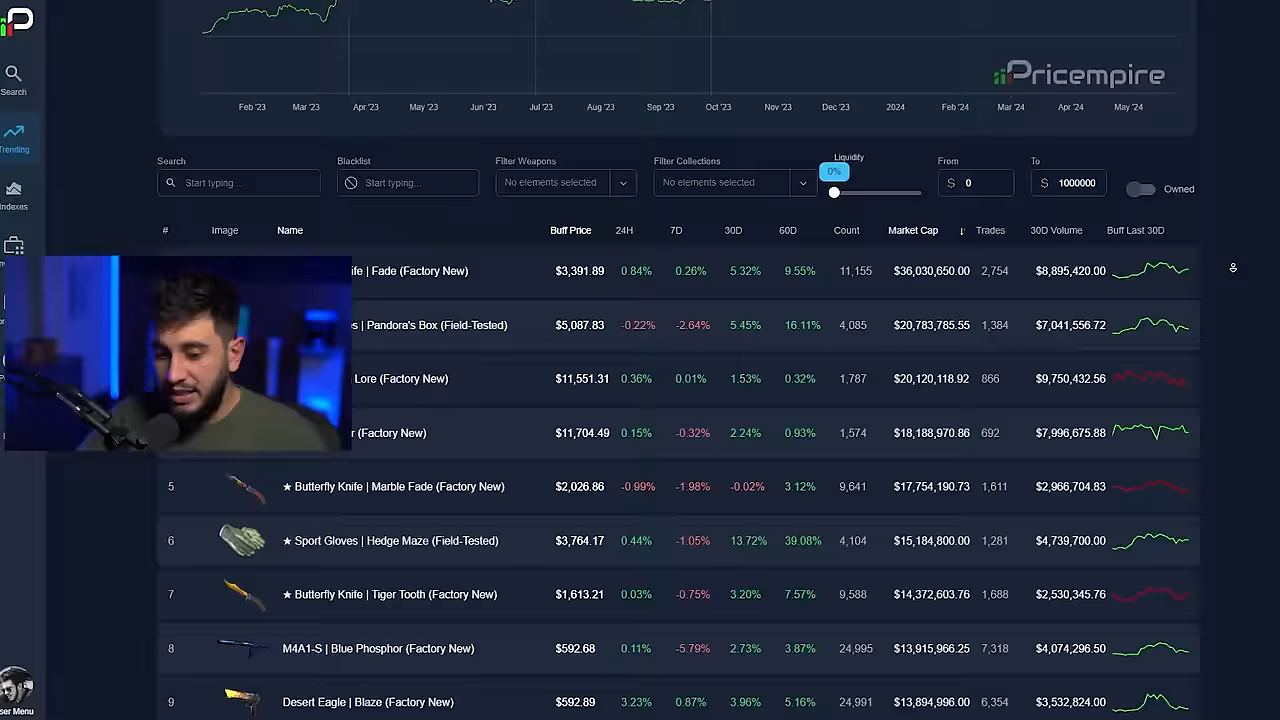 Pricempire
Feb '23 Mar '23 Apr '23 May '23 Jun '23 Jul '23 Aug '23 Sep '23 Oct '23 Nov '23 Dec '23 2024 Feb '24 Mar '24 Apr '24 May '24
Search
Trending
Indexes
Search Blacklist Filter Weapons Filter Collections Liquidity From To
Start typing... Start typing... No elements selected No elements selected 0% $ 0 $ 1000000 Owned
# Image Name Buff Price 24H 7D 30D 60D Count Market Cap Trades 30D Volume Buff Last 30D
| Fade (Factory New) $3,391.89 0.84% 0.26% 5.32% 9.55% 11,155 $36,030,650.00 2,754 $8,895,420.00
| Pandora's Box (Field-Tested) $5,087.83 -0.22% -2.64% 5.45% 16.11% 4,085 $20,783,785.55 1,384 $7,041,556.72
Lore (Factory New) $11,551.31 0.36% 0.01% 1.53% 0.32% 1,787 $20,120,118.92 866 $9,750,432.56
(Factory New) $11,704.49 0.15% -0.32% 2.24% 0.93% 1,574 $18,188,970.86 692 $7,996,675.88
5 ★ Butterfly Knife | Marble Fade (Factory New) $2,026.86 -0.99% -1.98% -0.02% 3.12% 9,641 $17,754,190.73 1,611 $2,966,704.83
6 ★ Sport Gloves | Hedge Maze (Field-Tested) $3,764.17 0.44% -1.05% 13.72% 39.08% 4,104 $15,184,800.00 1,281 $4,739,700.00
7 ★ Butterfly Knife | Tiger Tooth (Factory New) $1,613.21 0.03% -0.75% 3.20% 7.57% 9,588 $14,372,603.76 1,688 $2,530,345.76
8 M4A1-S | Blue Phosphor (Factory New) $592.68 0.11% -5.79% 2.73% 3.87% 24,995 $13,915,966.25 7,318 $4,074,296.50
9 Desert Eagle | Blaze (Factory New) $592.89 3.23% 0.87% 3.96% 5.16% 24,991 $13,894,996.00 6,354 $3,532,824.00
ser Menu